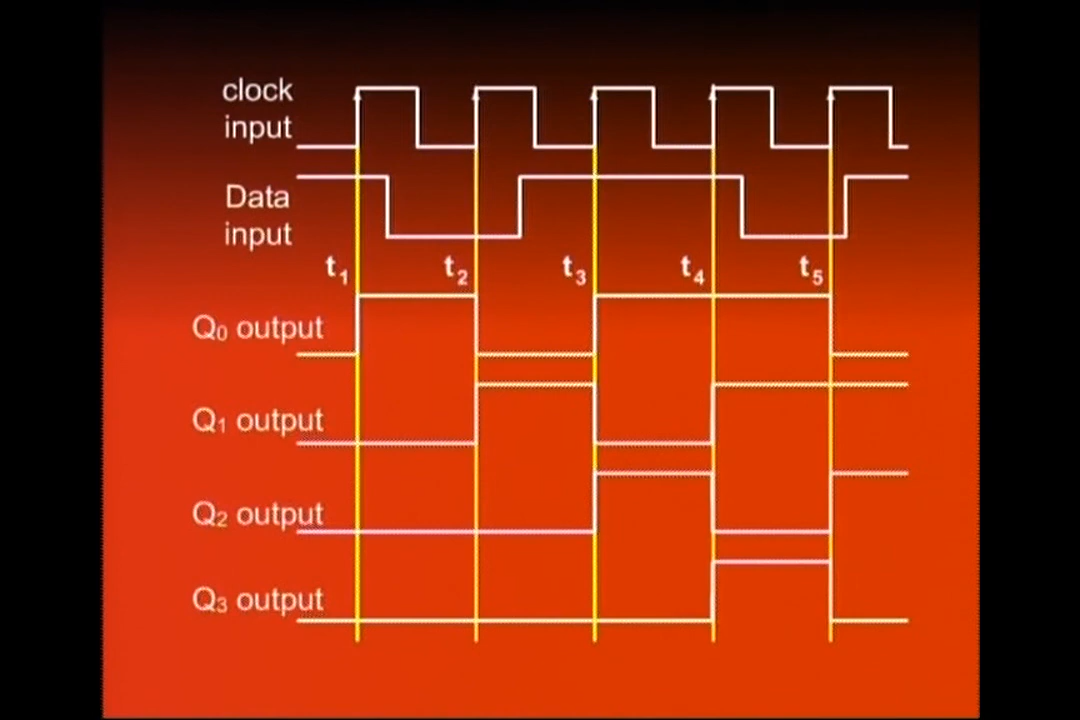 clock
input
Data
input
t1 t2 t3 t4 t5
Q0 output
Q1 output
Q2 output
Q3 output